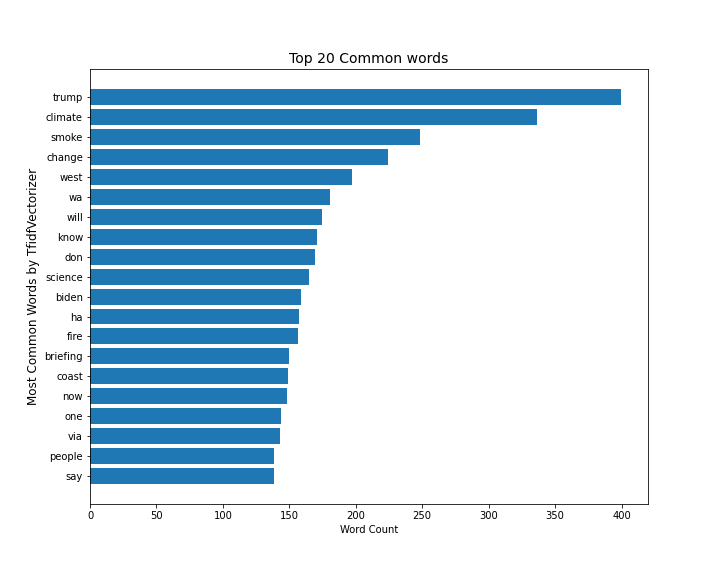 Top 20 Common words
Most Common Words by TfidfVectorizer
trump
climate
smoke
change
west
wa
will
know
don
science
biden
ha
fire
briefing
coast
now
one
via
people
say
0 50 100 150 200 250 300 350 400
Word Count